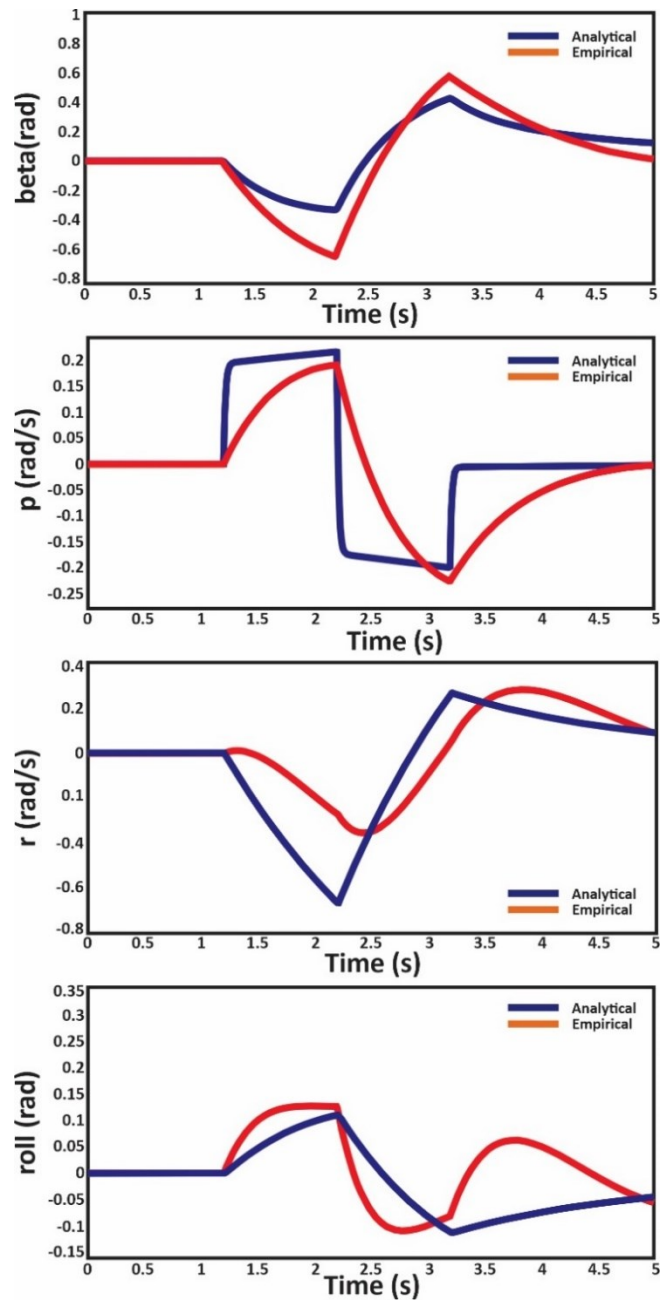 1
0.8
0.6
0.4
0.2
0
-0.2
-0.4
-0.6
-0.8
beta(rad)
Analytical
Empirical
0 0.5 1 1.5 2 2.5 3 3.5 4 4.5 5
Time (s)
0.2
0.15
0.1
0.05
0
-0.05
-0.1
-0.15
-0.2
-0.25
p (rad/s)
Analytical
Empirical
0 0.5 1 1.5 2 2.5 3 3.5 4 4.5 5
Time (s)
0.4
0.2
0
0.1
-0.4
-0.6
-0.8
r (rad/s)
Analytical
Empirical
0 0.5 1 1.5 2 2.5 3 3.5 4 4.5 5
Time (s)
0.35
0.3
0.2
0.2
0.15
0.1
0.05
0
-0.05
-0.1
-0.15
roll (rad)
Analytical
Empirical
0 0.5 1 1.5 2 2.5 3 3.5 4 4.5 5
Time (s)